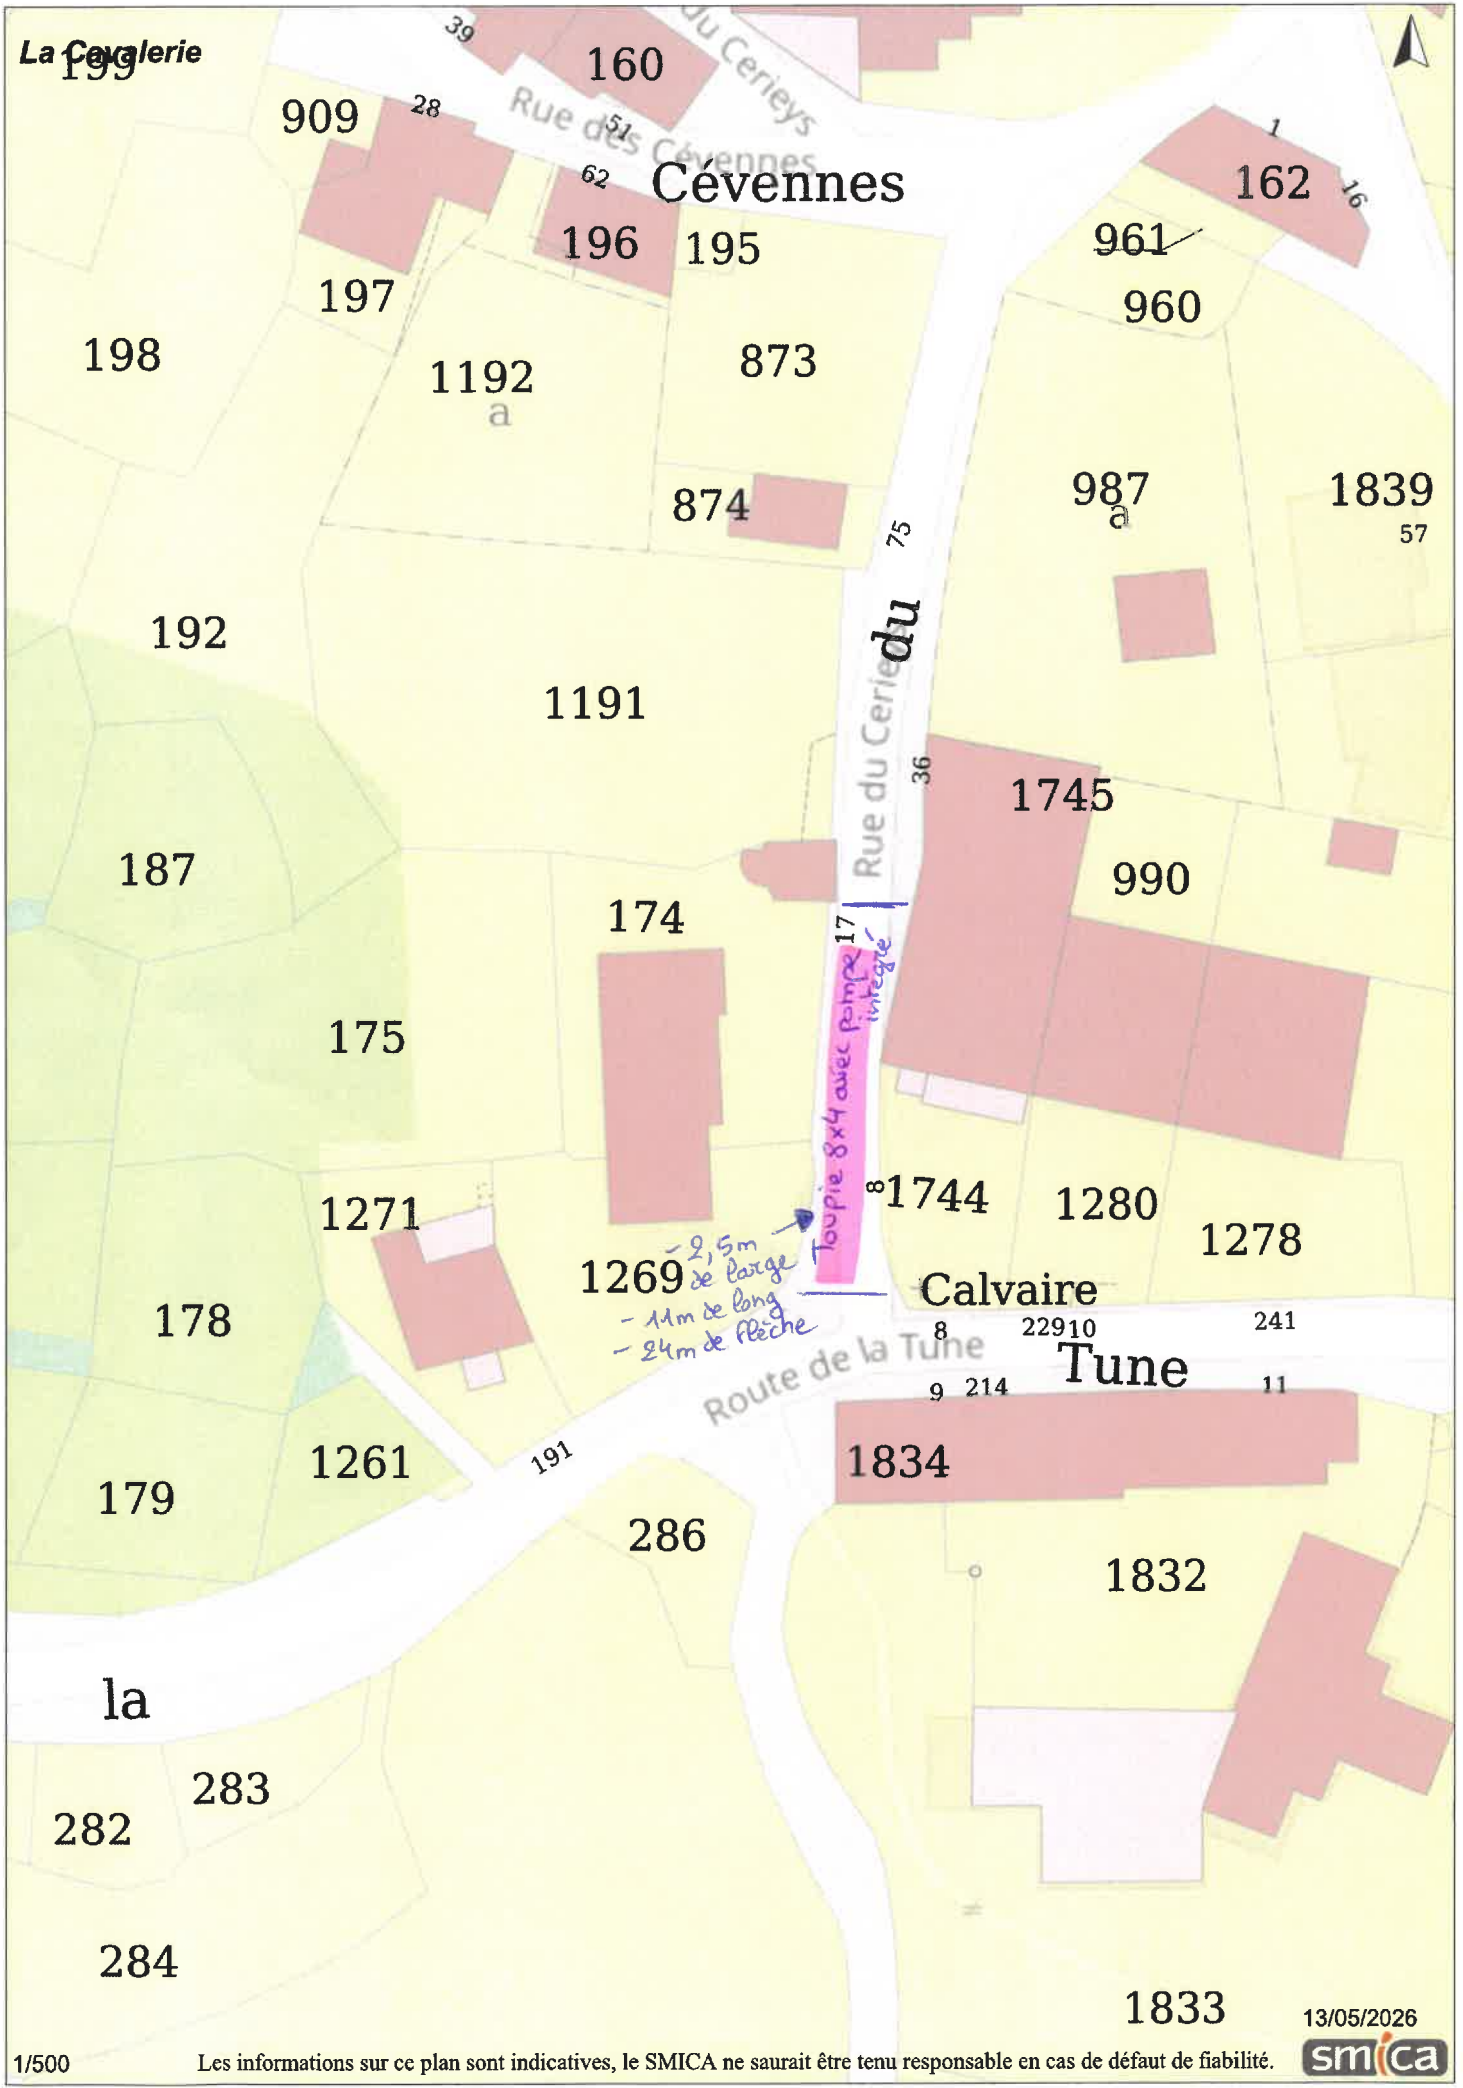 La Cavalerie
199
39
160
du Cerieys
909
28
Rue des Cévennes
51
62
Cévennes
1
162
16
196
195
961
960
197
198
1192
a
873
874
75
987
a
1839
57
192
du
1191
Rue du Cerieys
36
1745
187
990
174
17
Toupie 8x4 avec pompe
intégré
175
8
1744
1280
1278
1271
1269
- 2,5m
de large
- 11m de long
- 24m de flèche
178
Calvaire
8
229
10
241
Route de la Tune
Tune
9
214
11
1261
191
1834
179
286
1832
la
283
282
284
1833
13/05/2026
1/500
Les informations sur ce plan sont indicatives, le SMICA ne saurait être tenu responsable en cas de défaut de fiabilité.
smica